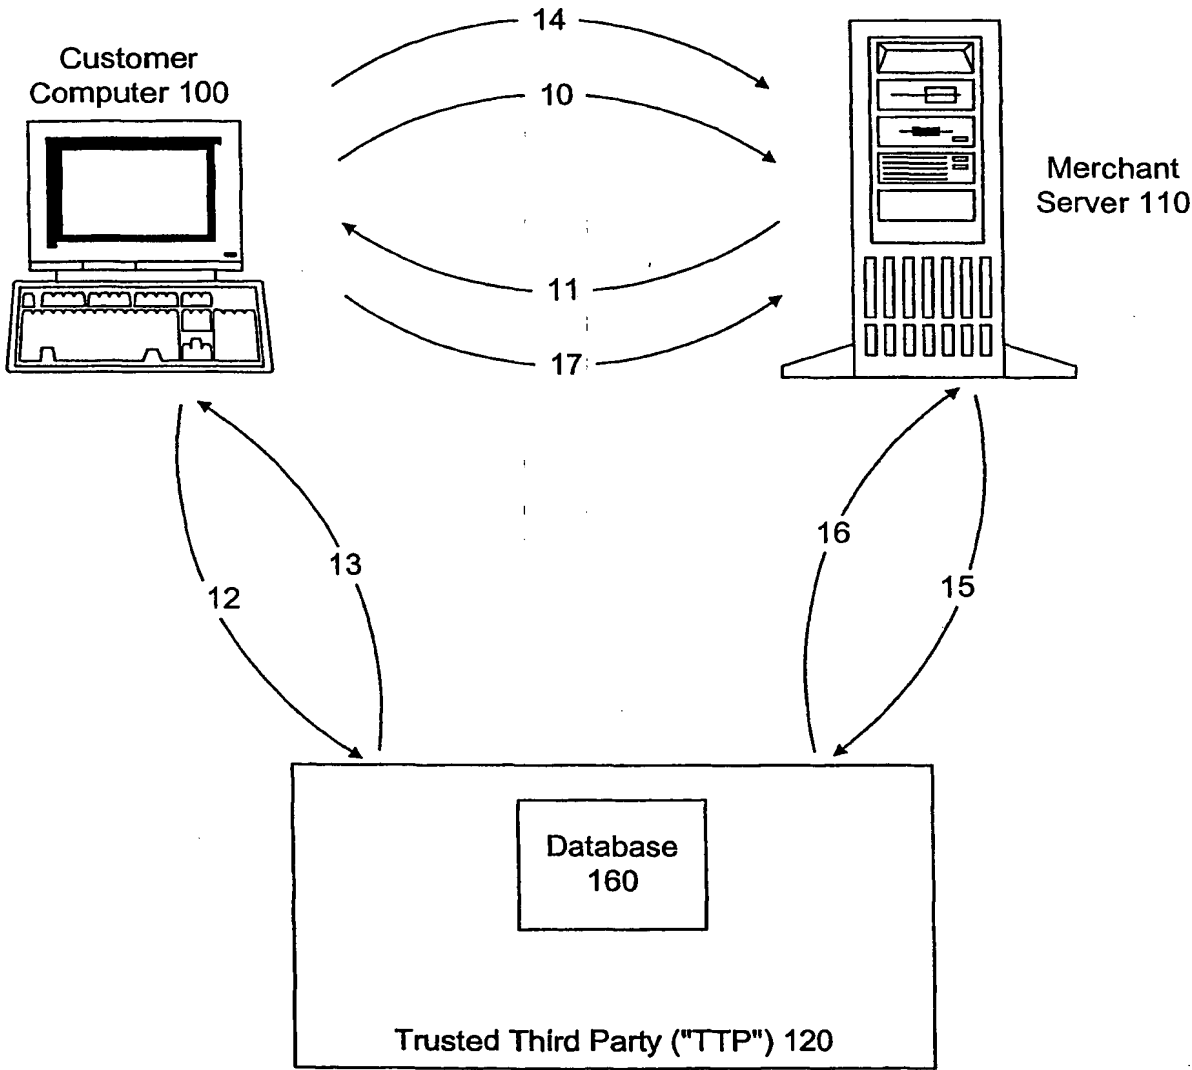 14
Customer
Computer 100
10
Merchant
Server 110
11
17
16
13
12
15
Database
160
Trusted Third Party ("TTP") 120